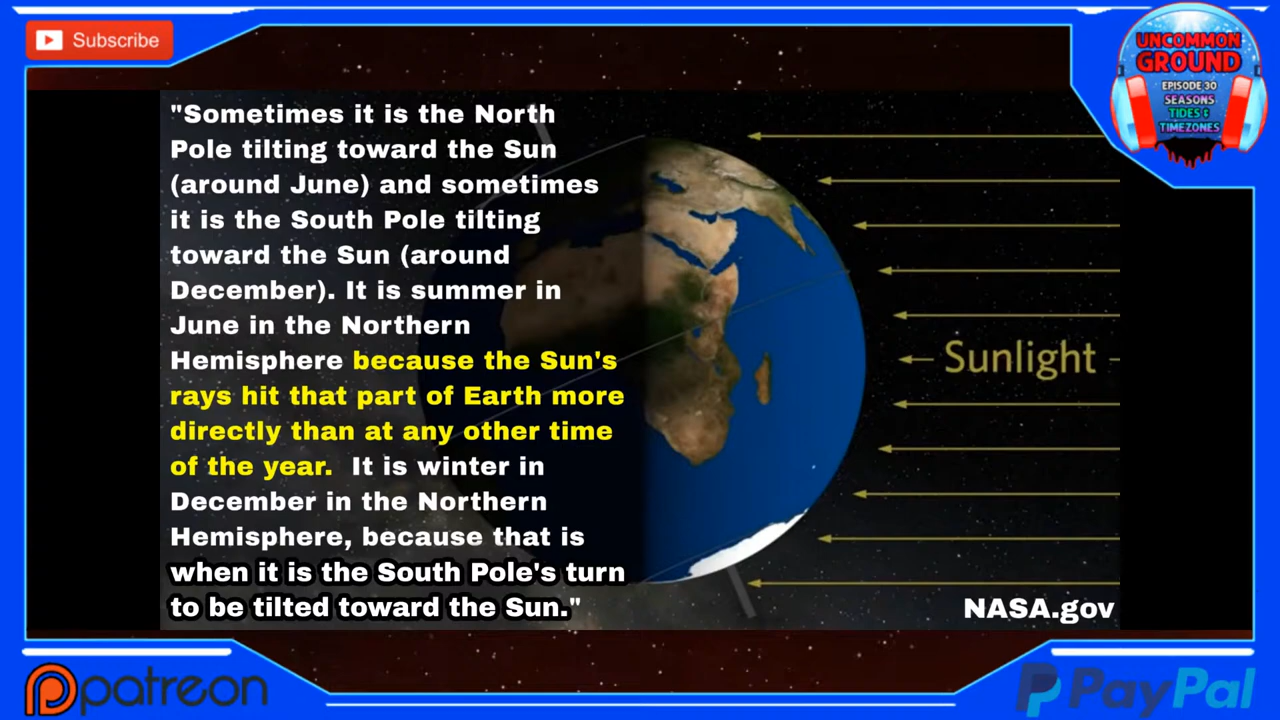 Subscribe
UNCOMMON
GROUND
EPISODE 30
SEASONS
TIDES &
TIMEZONES
"Sometimes it is the North
Pole tilting toward the Sun
(around June) and sometimes
it is the South Pole tilting
toward the Sun (around
December). It is summer in
June in the Northern
Hemisphere because the Sun's
rays hit that part of Earth more
directly than at any other time
of the year. It is winter in
December in the Northern
Hemisphere, because that is
when it is the South Pole's turn
to be tilted toward the Sun."
Sunlight
NASA.gov
patreon
PayPal